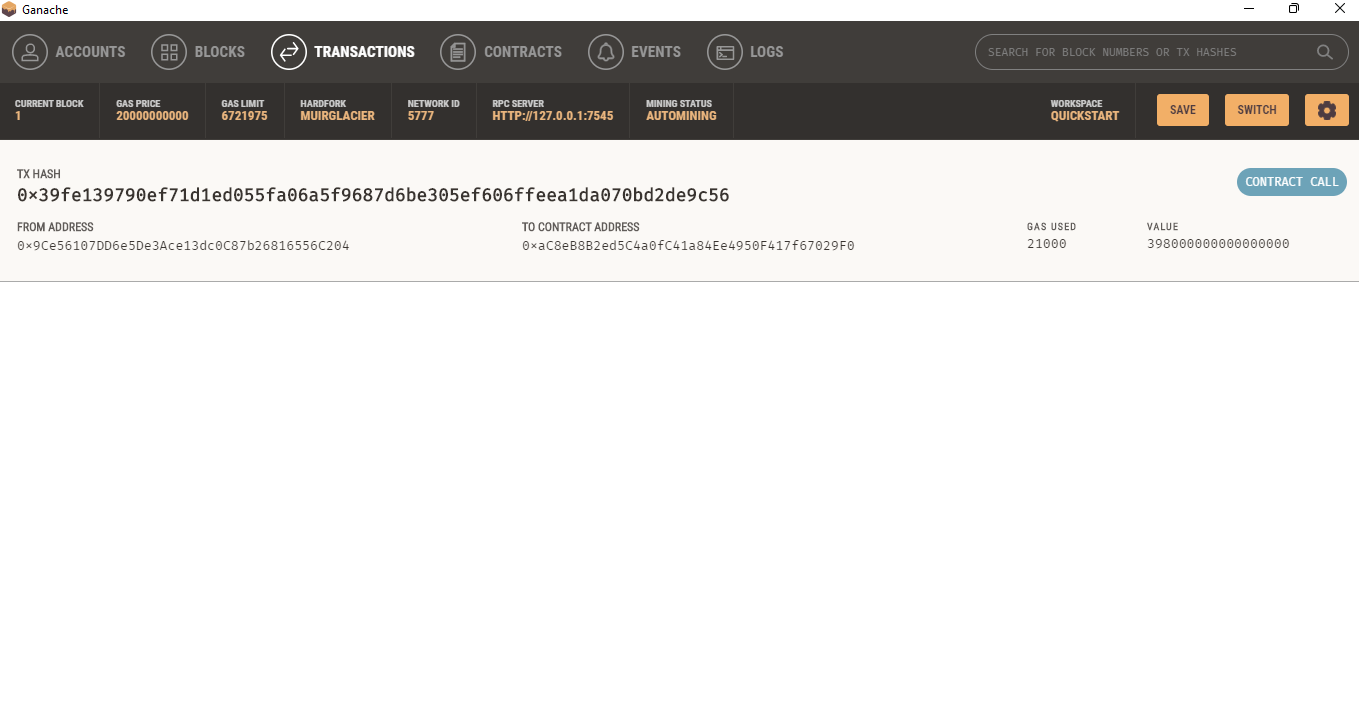 Ganache
ACCOUNTS BLOCKS TRANSACTIONS CONTRACTS EVENTS LOGS SEARCH FOR BLOCK NUMBERS OR TX HASHES
CURRENT BLOCK GAS PRICE GAS LIMIT HARDFORK NETWORK ID RPC SERVER MINING STATUS WORKSPACE
1 20000000000 6721975 MUIRGLACIER 5777 HTTP://127.0.0.1:7545 AUTOMINING QUICKSTART SAVE SWITCH
TX HASH
0×39fe139790ef71d1ed055fa06a5f9687d6be305ef606ffeea1da070bd2de9c56 CONTRACT CALL
FROM ADDRESS TO CONTRACT ADDRESS GAS USED VALUE
0×9Ce56107DD6e5De3Ace13dc0C87b26816556C204 0×aC8eB8B2ed5C4a0fC41a84Ee4950F417f67029F0 21000 398000000000000000